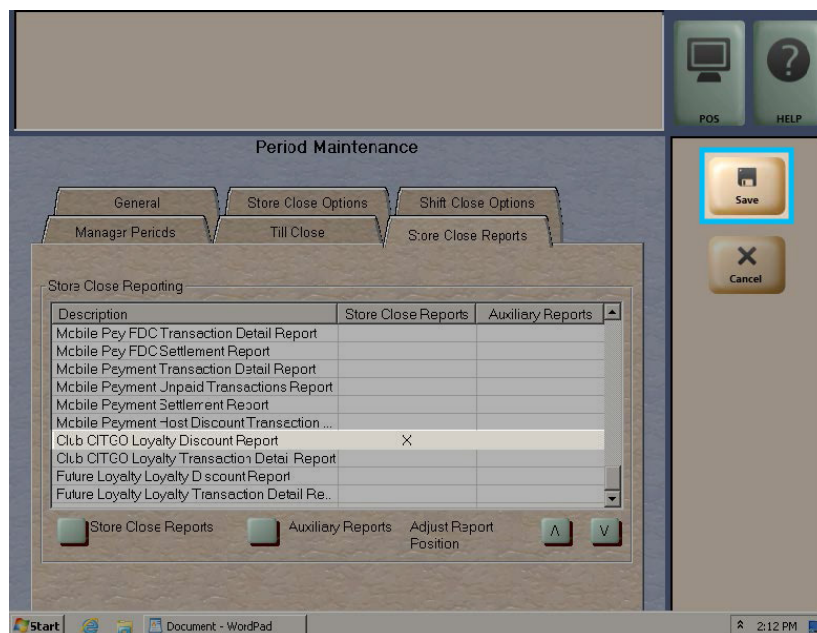 POS
HELP
Period Maintenance
Save
General
Store Close Options
Shift Close Options
Manager Periods
Till Close
Store Close Reports
Cancel
Store Close Reporting
Description
Store Close Reports
Auxiliary Reports
Mobile Pay FDC Transaction Detail Report
Mobile Pay FDC Settlement Report
Mobile Payment Transaction Detail Report
Mobile Payment Unpaid Transactions Report
Mobile Payment Settlement Report
Mobile Payment Host Discount Transaction ...
Club CITGO Loyalty Discount Report X
Club CITGO Loyalty Transaction Detail Report
Future Loyalty Loyalty Discount Report
Future Loyalty Loyalty Transaction Detail Re..
Store Close Reports
Auxiliary Reports
Adjust Report
Position
Start
Document - WordPad
2:12 PM